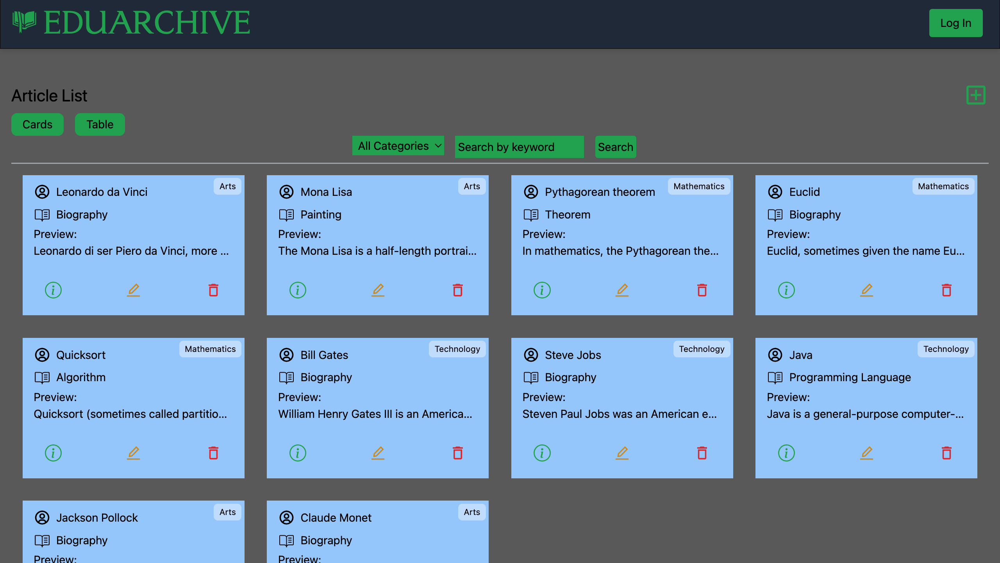 EDUARCHIVE
Log In
Article List
Cards
Table
All Categories
Search by keyword
Search
Leonardo da Vinci
Arts
Biography
Preview:
Leonardo di ser Piero da Vinci, more ...
Mona Lisa
Arts
Painting
Preview:
The Mona Lisa is a half-length portrai...
Pythagorean theorem
Mathematics
Theorem
Preview:
In mathematics, the Pythagorean the...
Euclid
Mathematics
Biography
Preview:
Euclid, sometimes given the name Eu...
Quicksort
Mathematics
Algorithm
Preview:
Quicksort (sometimes called partitio...
Bill Gates
Technology
Biography
Preview:
William Henry Gates III is an America...
Steve Jobs
Technology
Biography
Preview:
Steven Paul Jobs was an American e...
Java
Technology
Programming Language
Preview:
Java is a general-purpose computer-...
Jackson Pollock
Arts
Biography
Preview:
Claude Monet
Arts
Biography
Preview: